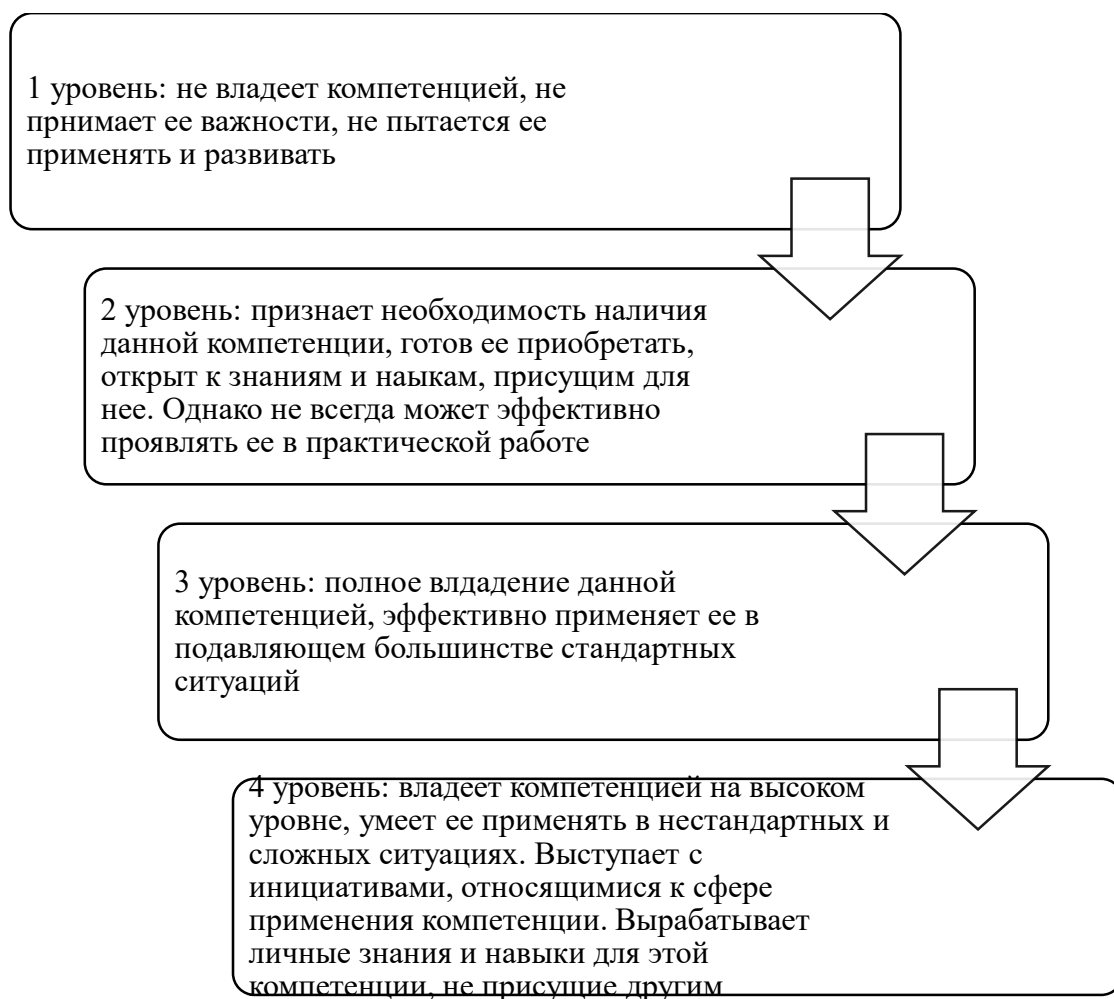 1 уровень: не владеет компетенцией, не
прнимает ее важности, не пытается ее
применять и развивать
2 уровень: признает необходимость наличия
данной компетенции, готов ее приобретать,
открыт к знаниям и наыкам, присущим для
нее. Однако не всегда может эффективно
проявлять ее в практической работе
3 уровень: полное влдадение данной
компетенцией, эффективно применяет ее в
подавляющем большинстве стандартных
ситуаций
4 уровень: владеет компетенцией на высоком
уровне, умеет ее применять в нестандартных и
сложных ситуациях. Выступает с
инициативами, относящимися к сфере
применения компетенции. Вырабатывает
личные знания и навыки для этой
компетенции, не присущие другим